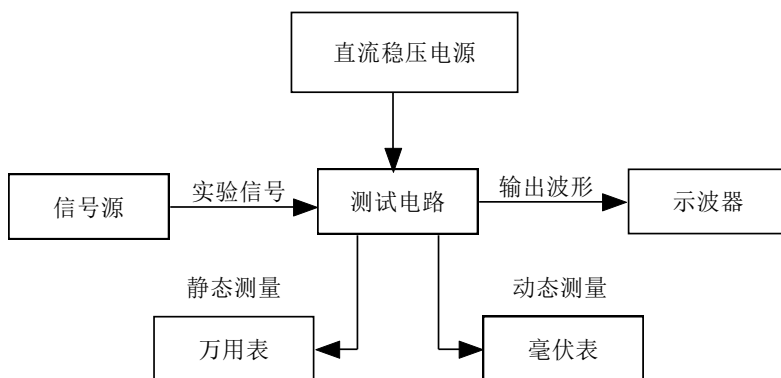 直流稳压电源
信号源
实验信号
测试电路
输出波形
示波器
静态测量
动态测量
万用表
毫伏表